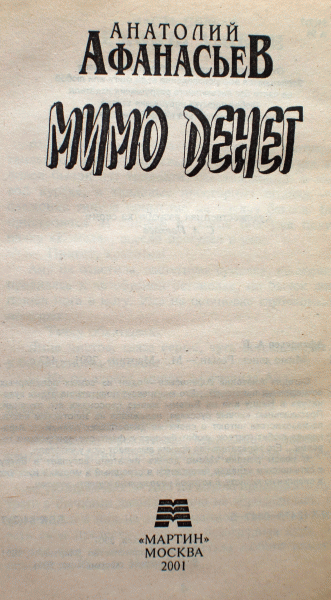 АНАТОЛИЙ
АФАНАСЬЕВ
МИМО ДЕНЕГ
«МАРТИН»
МОСКВА
2001